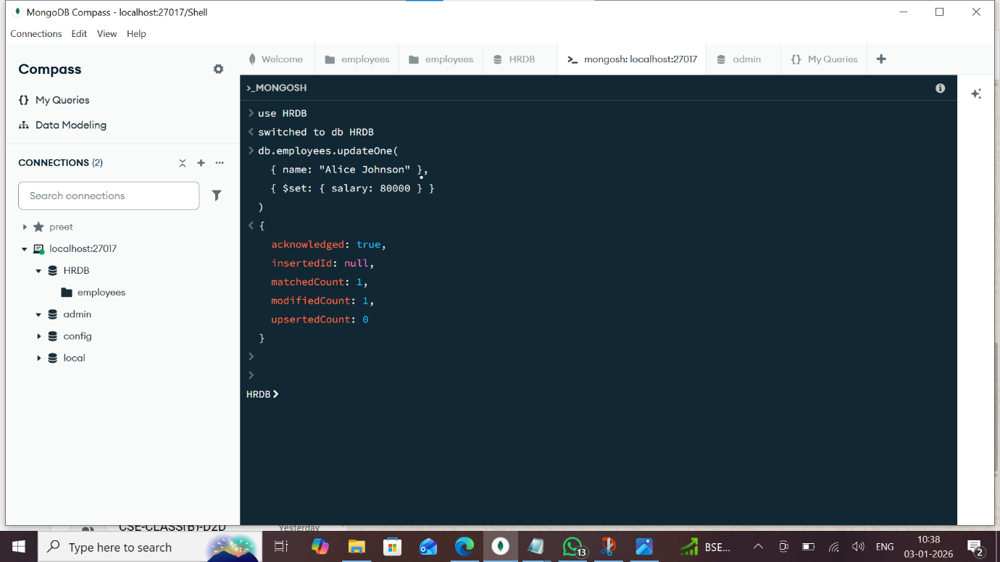 MongoDB Compass - localhost:27017/Shell
Connections Edit View Help
Compass
My Queries
Data Modeling
CONNECTIONS (2)
Search connections
preet
localhost:27017
HRDB
employees
admin
config
local
Welcome employees employees HRDB >_ mongosh: localhost:27017 admin {} My Queries +
>_MONGOSH
> use HRDB
< switched to db HRDB
> db.employees.updateOne(
{ name: "Alice Johnson" },
{ $set: { salary: 80000 } }
)
< {
acknowledged: true,
insertedId: null,
matchedCount: 1,
modifiedCount: 1,
upsertedCount: 0
}
>
>
HRDB>
CSE-CLASS(B)-D2D Yesterday
Type here to search
13
BSE...
ENG
10:38
03-01-2026
2